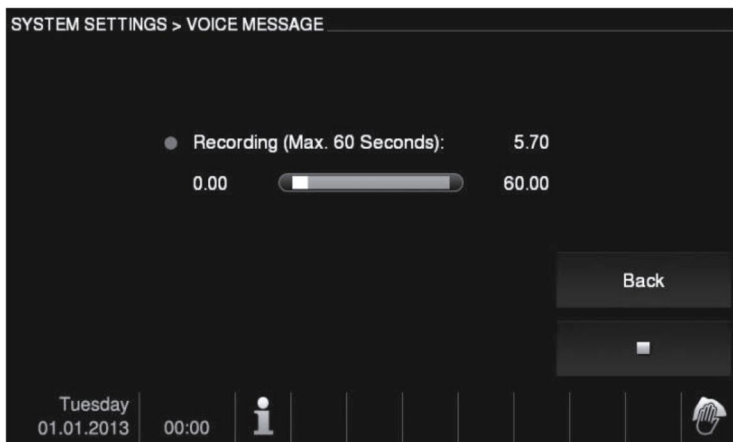 SYSTEM SETTINGS > VOICE MESSAGE
Recording (Max. 60 Seconds): 5.70
0.00 60.00
Back
Tuesday
01.01.2013 00:00